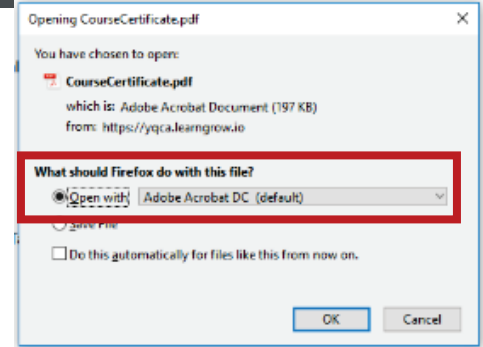 Opening CourseCertificate.pdf
You have chosen to open:
CourseCertificate.pdf
which is: Adobe Acrobat Document (197 KB)
from: https://yqca.learngrow.io
What should Firefox do with this file?
Open with Adobe Acrobat DC (default)
Save File
Do this automatically for files like this from now on.
OK Cancel